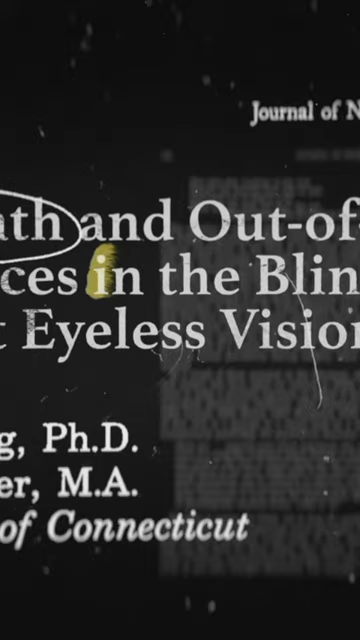 Journal of N
ath and Out-of-
ces in the Blin
t Eyeless Vision
g, Ph.D.
er, M.A.
of Connecticut